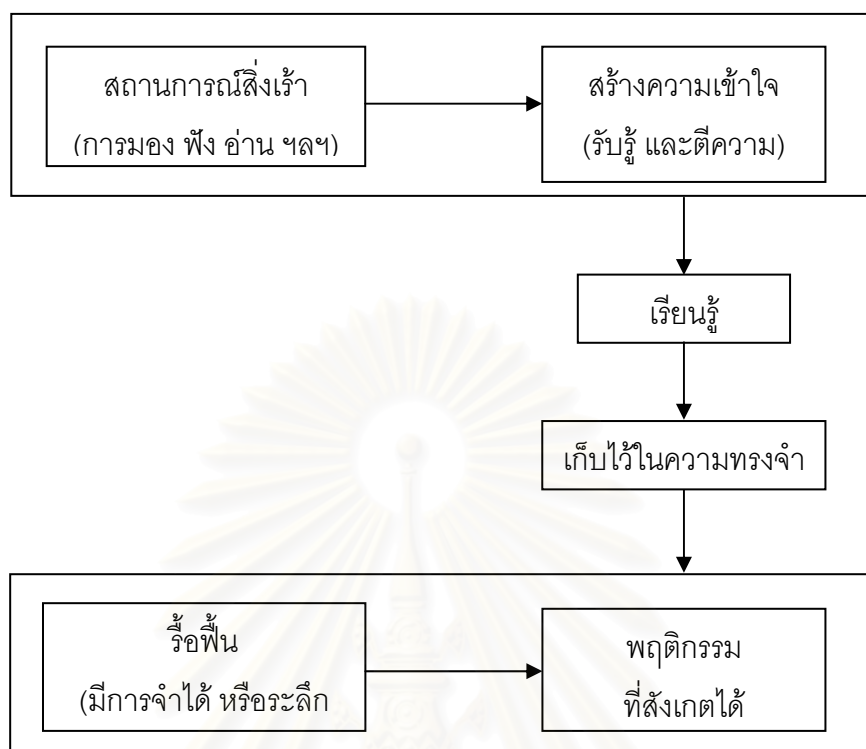 สถานการณ์สิ่งเร้า
(การมอง ฟัง อ่าน ฯลฯ)
สร้างความเข้าใจ
(รับรู้ และตีความ)
เรียนรู้
เก็บไว้ในความทรงจำ
รื้อฟื้น
(มีการจำได้ หรือระลึก
พฤติกรรม
ที่สังเกตได้